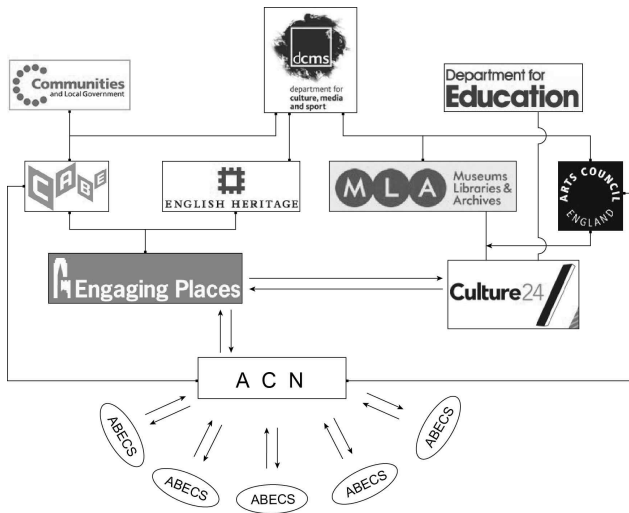 dcms
department for
culture, media
and sport
Communities
and Local Government
Department for
Education
CABE
ENGLISH HERITAGE
MLA
Museums
Libraries &
Archives
ARTS COUNCIL
ENGLAND
Engaging Places
Culture24
A C N
ABECS
ABECS
ABECS
ABECS
ABECS